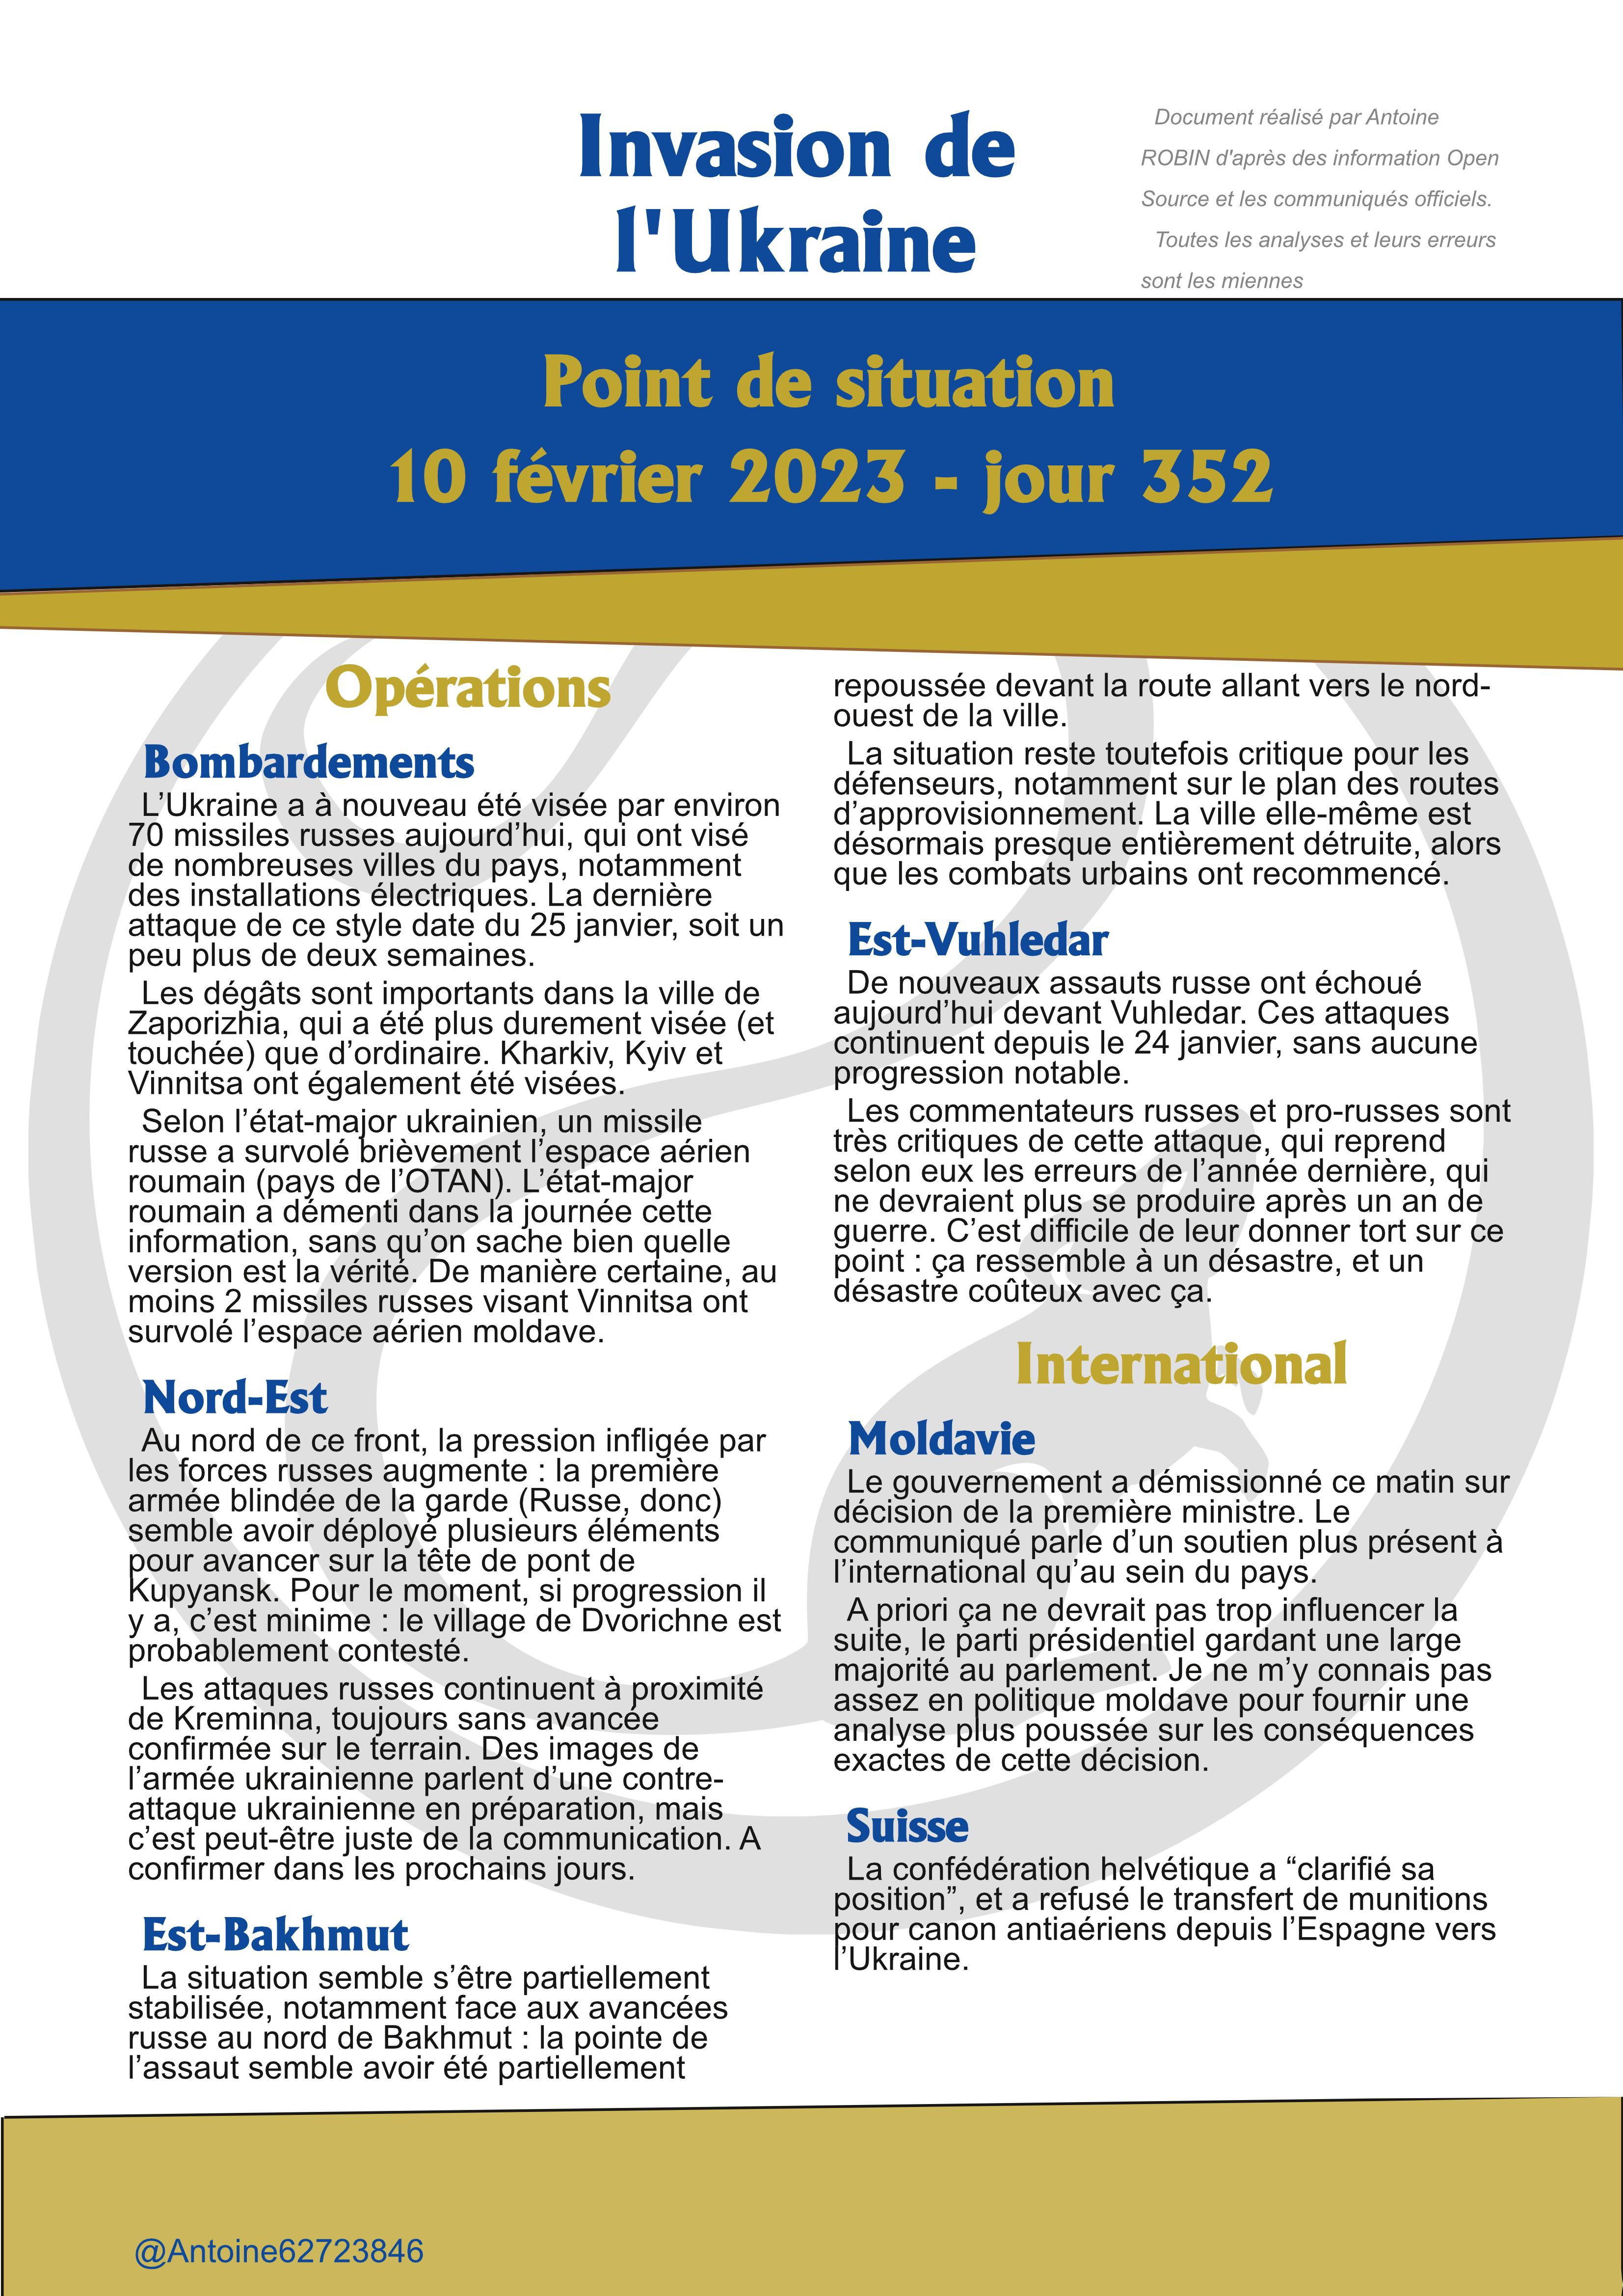 Invasion de
l'Ukraine
Document réalisé par Antoine
ROBIN d'après des information Open
Source et les communiqués officiels.
Toutes les analyses et leurs erreurs
sont les miennes
Point de situation
10 février 2023 - jour 352
Opérations
Bombardements
L’Ukraine a à nouveau été visée par environ
70 missiles russes aujourd’hui, qui ont visé
de nombreuses villes du pays, notamment
des installations électriques. La dernière
attaque de ce style date du 25 janvier, soit un
peu plus de deux semaines.
Les dégâts sont importants dans la ville de
Zaporizhia, qui a été plus durement visée (et
touchée) que d’ordinaire. Kharkiv, Kyiv et
Vinnitsa ont également été visées.
Selon l’état-major ukrainien, un missile
russe a survolé brièvement l’espace aérien
roumain (pays de l’OTAN). L’état-major
roumain a démenti dans la journée cette
information, sans qu’on sache bien quelle
version est la vérité. De manière certaine, au
moins 2 missiles russes visant Vinnitsa ont
survolé l’espace aérien moldave.
Nord-Est
Au nord de ce front, la pression infligée par
les forces russes augmente : la première
armée blindée de la garde (Russe, donc)
semble avoir déployé plusieurs éléments
pour avancer sur la tête de pont de
Kupyansk. Pour le moment, si progression il
y a, c’est minime : le village de Dvorichne est
probablement contesté.
Les attaques russes continuent à proximité
de Kreminna, toujours sans avancée
confirmée sur le terrain. Des images de
l’armée ukrainienne parlent d’une contre-
attaque ukrainienne en préparation, mais
c’est peut-être juste de la communication. A
confirmer dans les prochains jours.
Est-Bakhmut
La situation semble s’être partiellement
stabilisée, notamment face aux avancées
russe au nord de Bakhmut : la pointe de
l’assaut semble avoir été partiellement
repoussée devant la route allant vers le nord-
ouest de la ville.
La situation reste toutefois critique pour les
défenseurs, notamment sur le plan des routes
d’approvisionnement. La ville elle-même est
désormais presque entièrement détruite, alors
que les combats urbains ont recommencé.
Est-Vuhledar
De nouveaux assauts russe ont échoué
aujourd’hui devant Vuhledar. Ces attaques
continuent depuis le 24 janvier, sans aucune
progression notable.
Les commentateurs russes et pro-russes sont
très critiques de cette attaque, qui reprend
selon eux les erreurs de l’année dernière, qui
ne devraient plus se produire après un an de
guerre. C’est difficile de leur donner tort sur ce
point : ça ressemble à un désastre, et un
désastre coûteux avec ça.
International
Moldavie
Le gouvernement a démissionné ce matin sur
décision de la première ministre. Le
communiqué parle d’un soutien plus présent à
l’international qu’au sein du pays.
A priori ça ne devrait pas trop influencer la
suite, le parti présidentiel gardant une large
majorité au parlement. Je ne m’y connais pas
assez en politique moldave pour fournir une
analyse plus poussée sur les conséquences
exactes de cette décision.
Suisse
La confédération helvétique a “clarifié sa
position”, et a refusé le transfert de munitions
pour canon antiaériens depuis l’Espagne vers
l’Ukraine.
@Antoine62723846